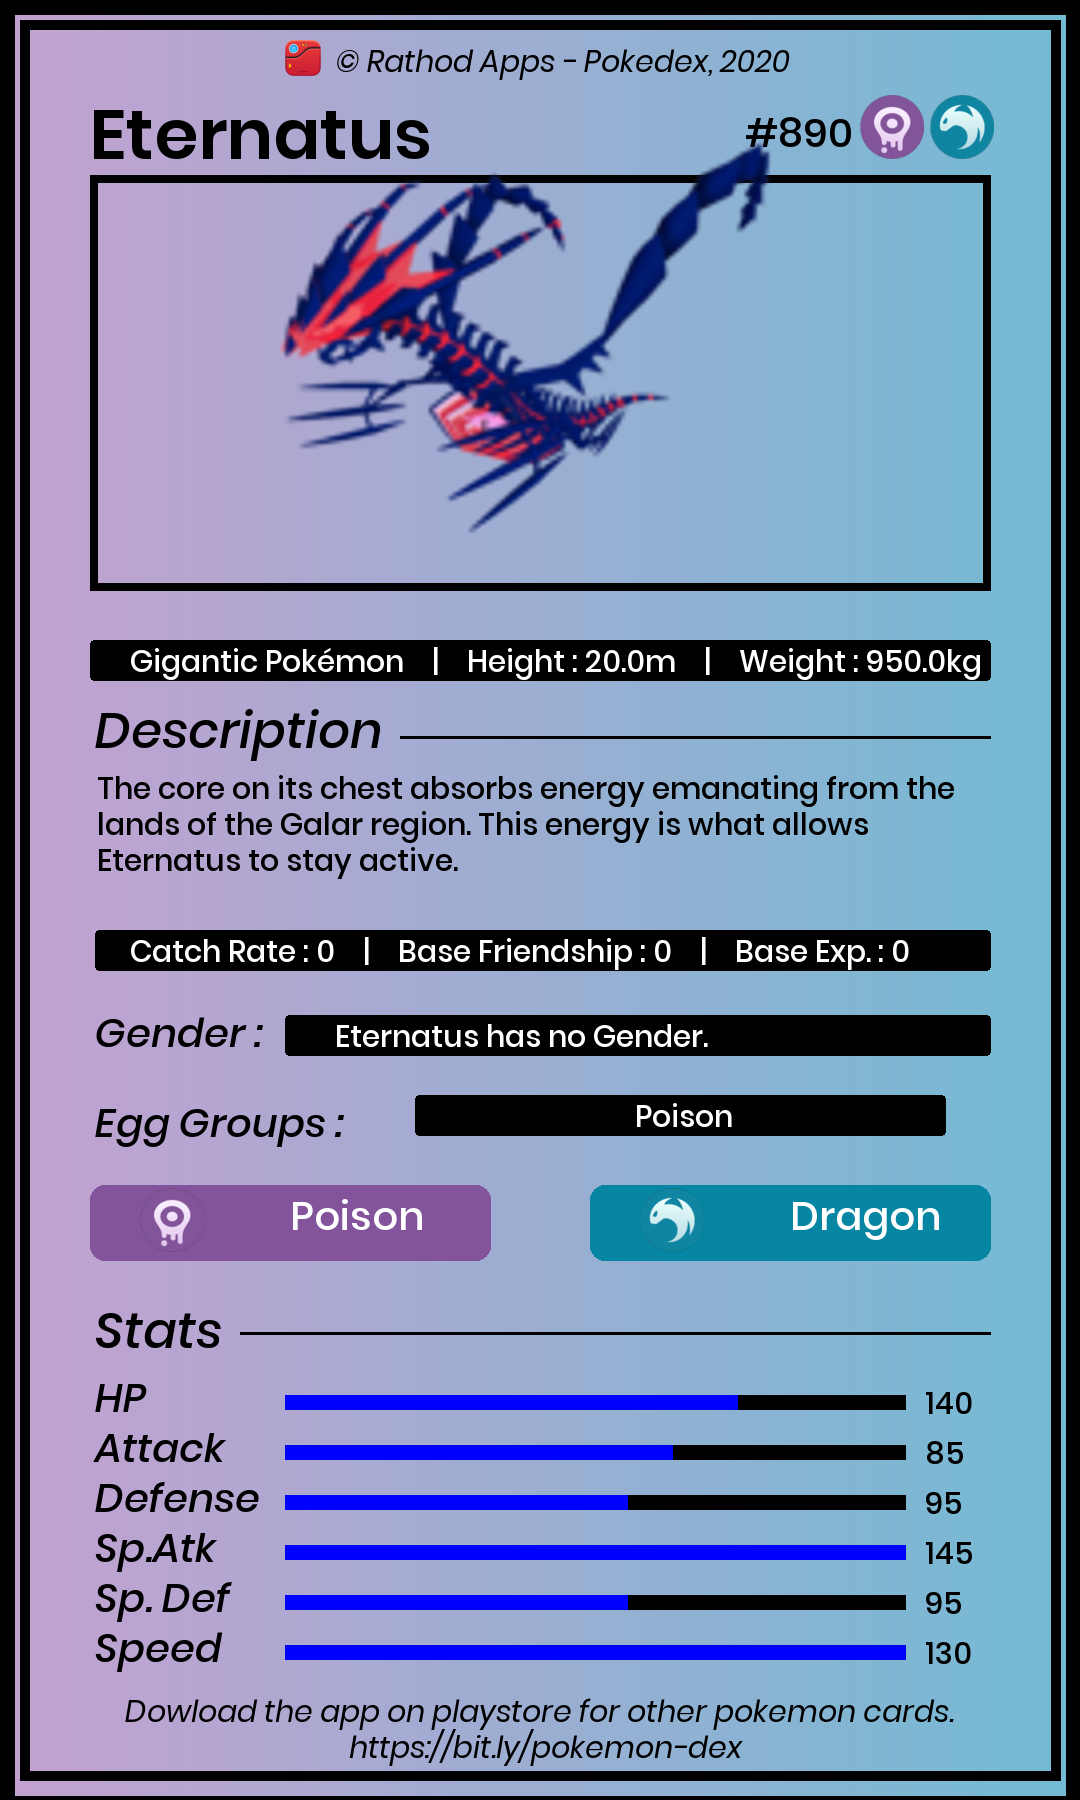 © Rathod Apps - Pokedex, 2020
Eternatus #890
Gigantic Pokémon | Height : 20.0m | Weight : 950.0kg
Description
The core on its chest absorbs energy emanating from the
lands of the Galar region. This energy is what allows
Eternatus to stay active.
Catch Rate : 0 | Base Friendship : 0 | Base Exp. : 0
Gender : Eternatus has no Gender.
Egg Groups : Poison
Poison Dragon
Stats
HP 140
Attack 85
Defense 95
Sp.Atk 145
Sp. Def 95
Speed 130
Dowload the app on playstore for other pokemon cards.
https://bit.ly/pokemon-dex